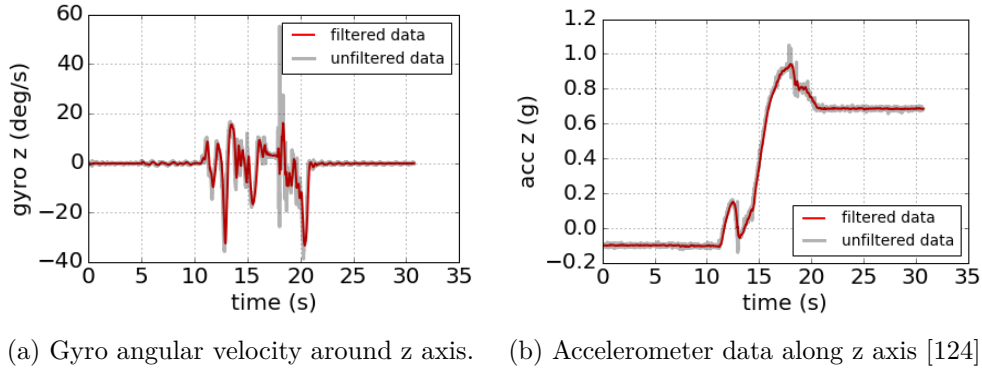 60
40
20
0
−20
−40
gyro z (deg/s)
filtered data
unfiltered data
0 5 10 15 20 25 30 35
time (s)
(a) Gyro angular velocity around z axis.
1.2
1.0
0.8
0.6
0.4
0.2
0.0
−0.2
acc z (g)
filtered data
unfiltered data
0 5 10 15 20 25 30 35
time (s)
(b) Accelerometer data along z axis [124]